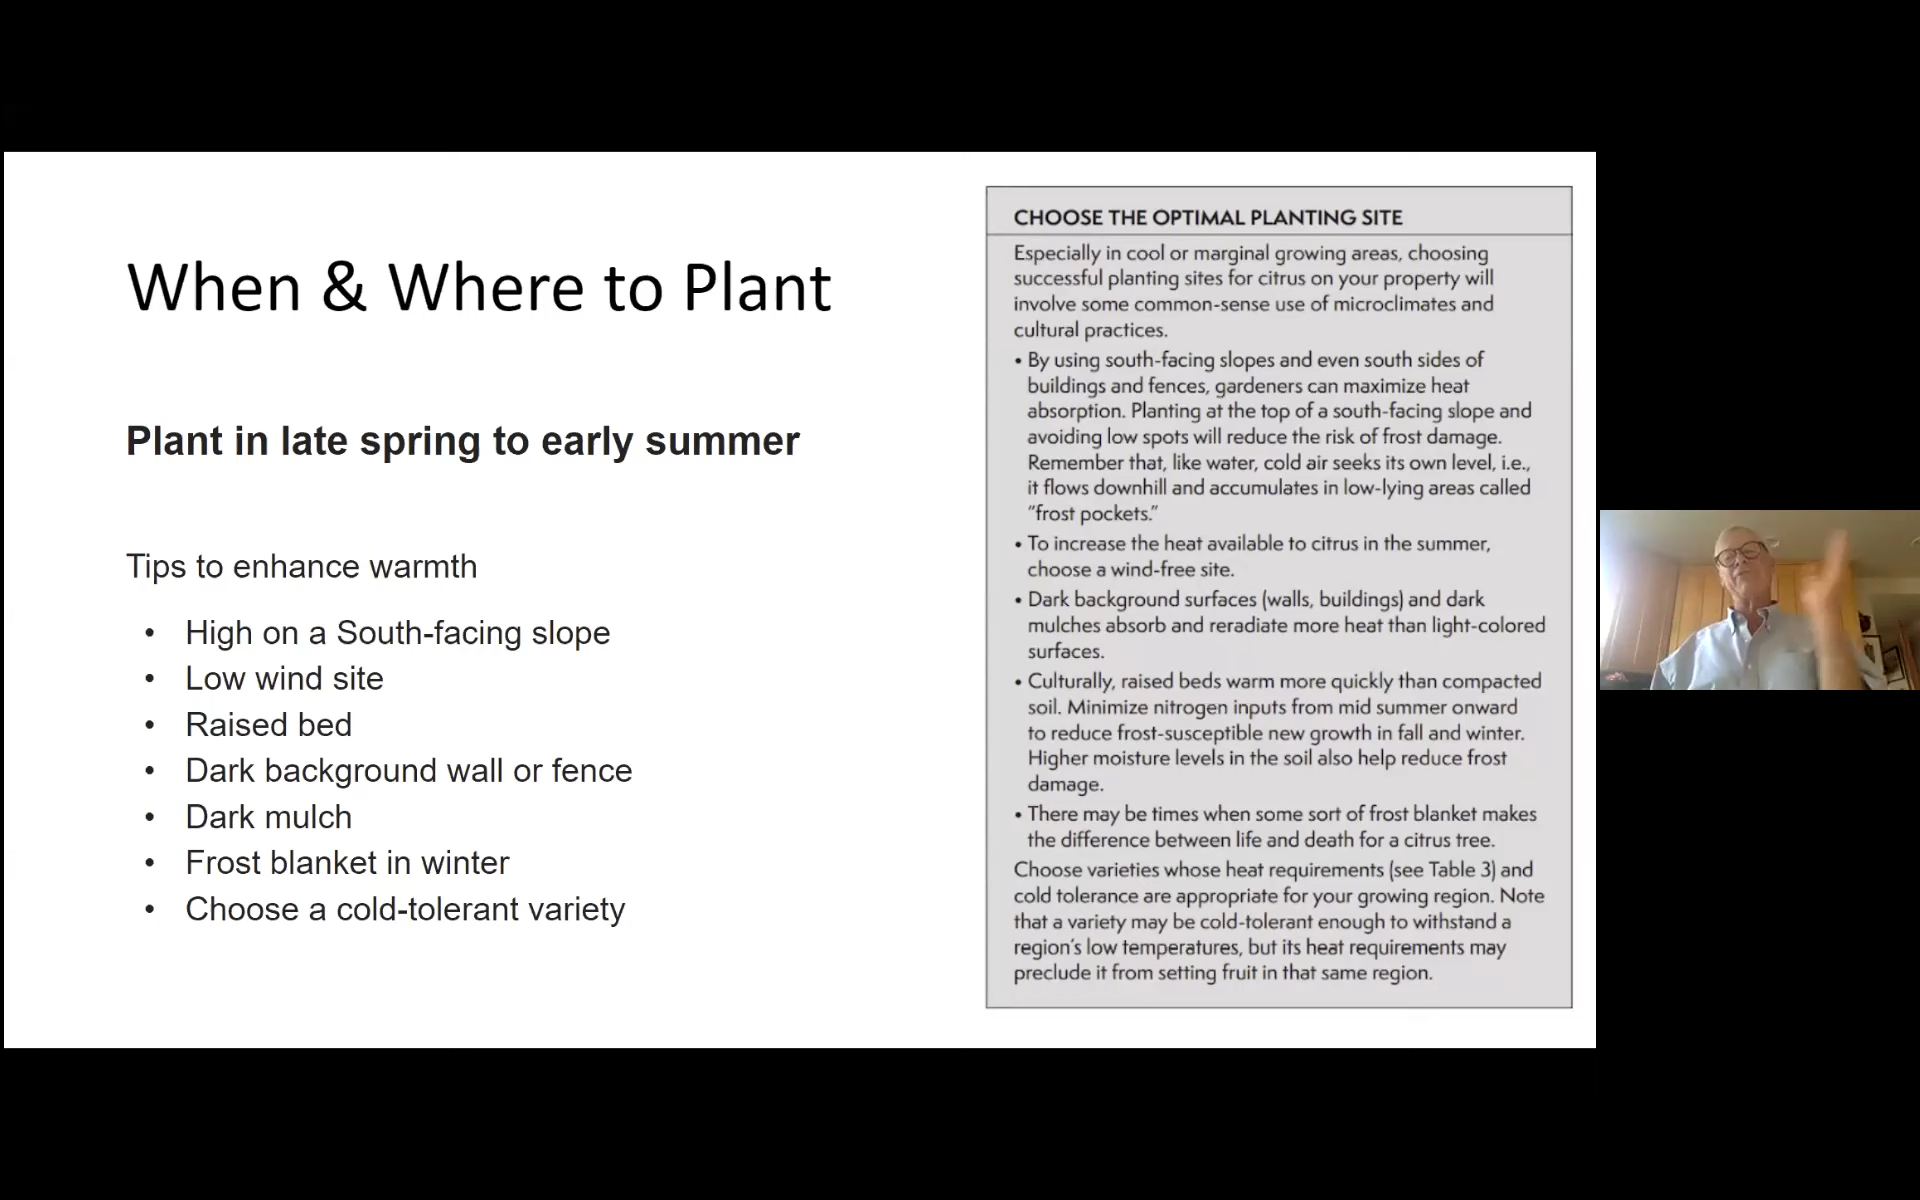 When & Where to Plant
Plant in late spring to early summer
Tips to enhance warmth
• High on a South-facing slope
• Low wind site
• Raised bed
• Dark background wall or fence
• Dark mulch
• Frost blanket in winter
• Choose a cold-tolerant variety
CHOOSE THE OPTIMAL PLANTING SITE
Especially in cool or marginal growing areas, choosing
successful planting sites for citrus on your property will
involve some common-sense use of microclimates and
cultural practices.
• By using south-facing slopes and even south sides of
buildings and fences, gardeners can maximize heat
absorption. Planting at the top of a south-facing slope and
avoiding low spots will reduce the risk of frost damage.
Remember that, like water, cold air seeks its own level, i.e.,
it flows downhill and accumulates in low-lying areas called
"frost pockets."
• To increase the heat available to citrus in the summer,
choose a wind-free site.
• Dark background surfaces (walls, buildings) and dark
mulches absorb and reradiate more heat than light-colored
surfaces.
• Culturally, raised beds warm more quickly than compacted
soil. Minimize nitrogen inputs from mid summer onward
to reduce frost-susceptible new growth in fall and winter.
Higher moisture levels in the soil also help reduce frost
damage.
• There may be times when some sort of frost blanket makes
the difference between life and death for a citrus tree.
Choose varieties whose heat requirements (see Table 3) and
cold tolerance are appropriate for your growing region. Note
that a variety may be cold-tolerant enough to withstand a
region's low temperatures, but its heat requirements may
preclude it from setting fruit in that same region.